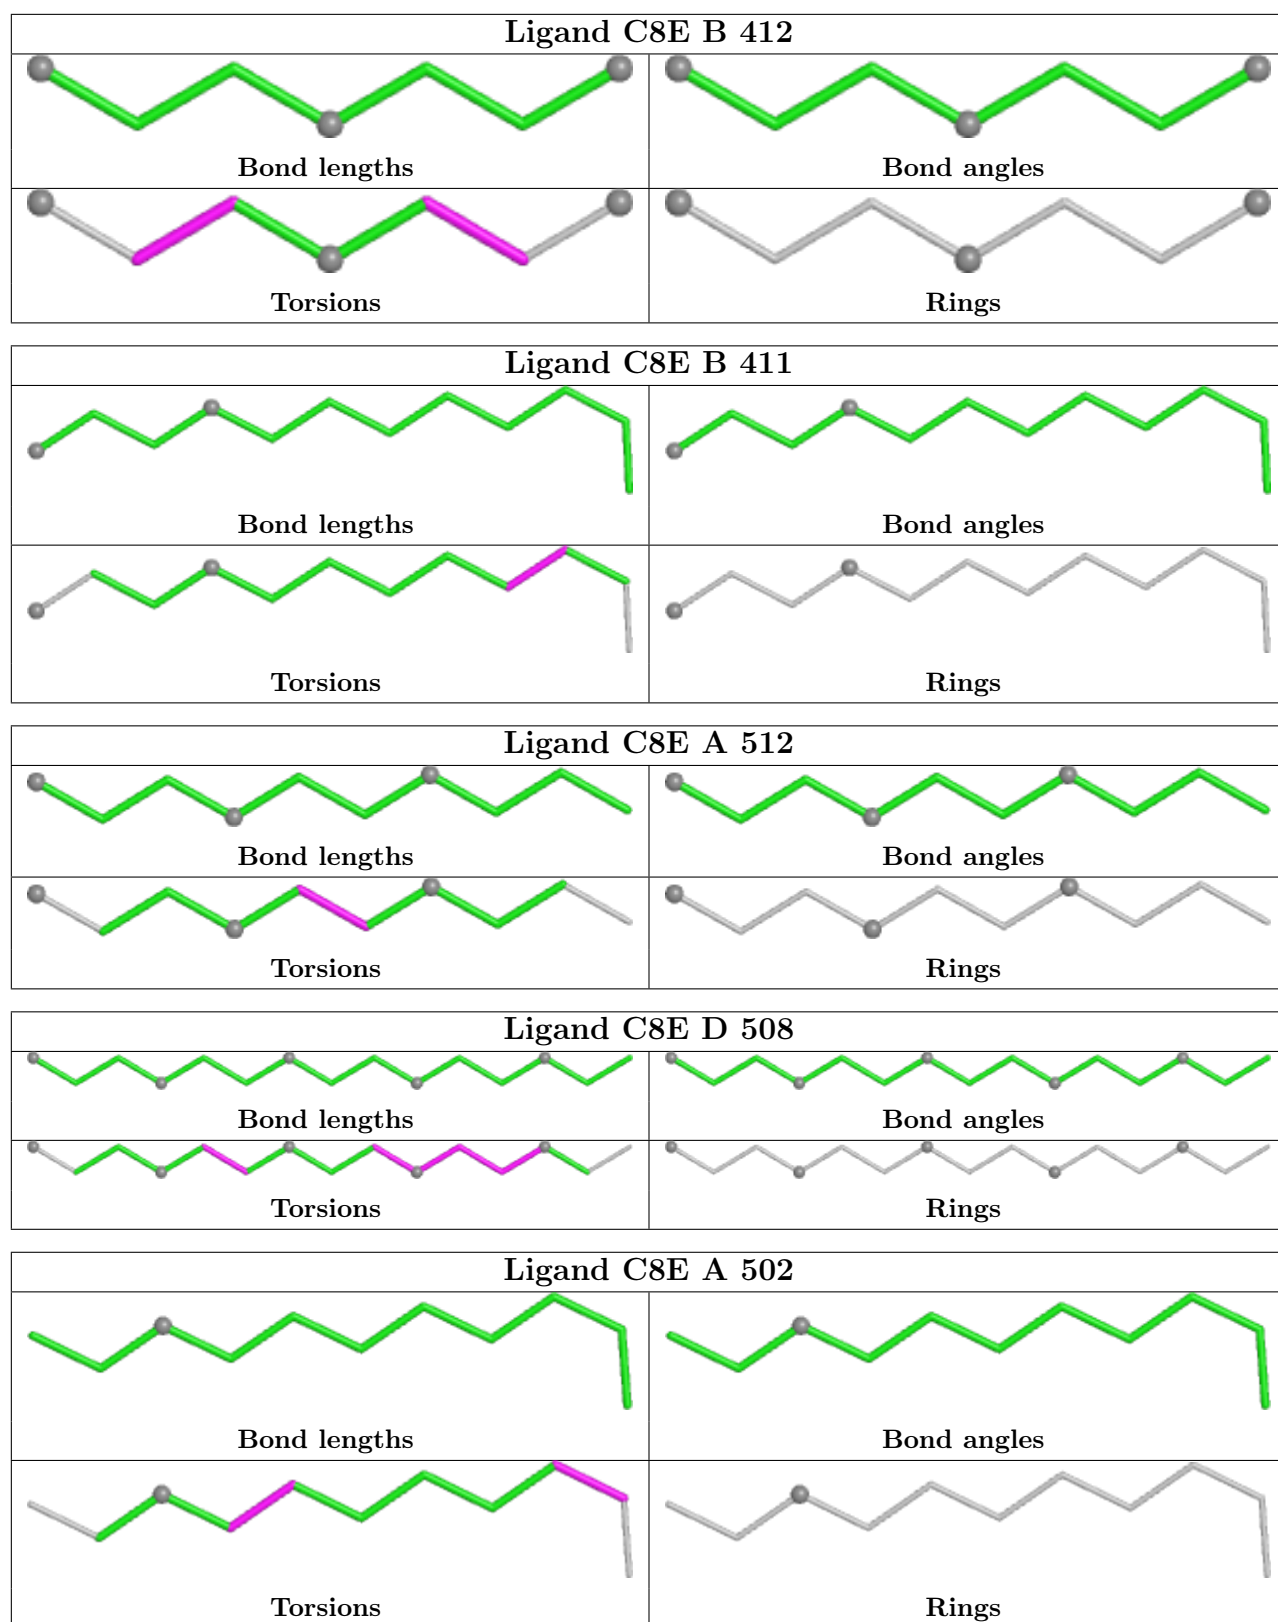 Ligand C8E B 412
Bond lengths Bond angles
Torsions Rings
Ligand C8E B 411
Bond lengths Bond angles
Torsions Rings
Ligand C8E A 512
Bond lengths Bond angles
Torsions Rings
Ligand C8E D 508
Bond lengths Bond angles
Torsions Rings
Ligand C8E A 502
Bond lengths Bond angles
Torsions Rings